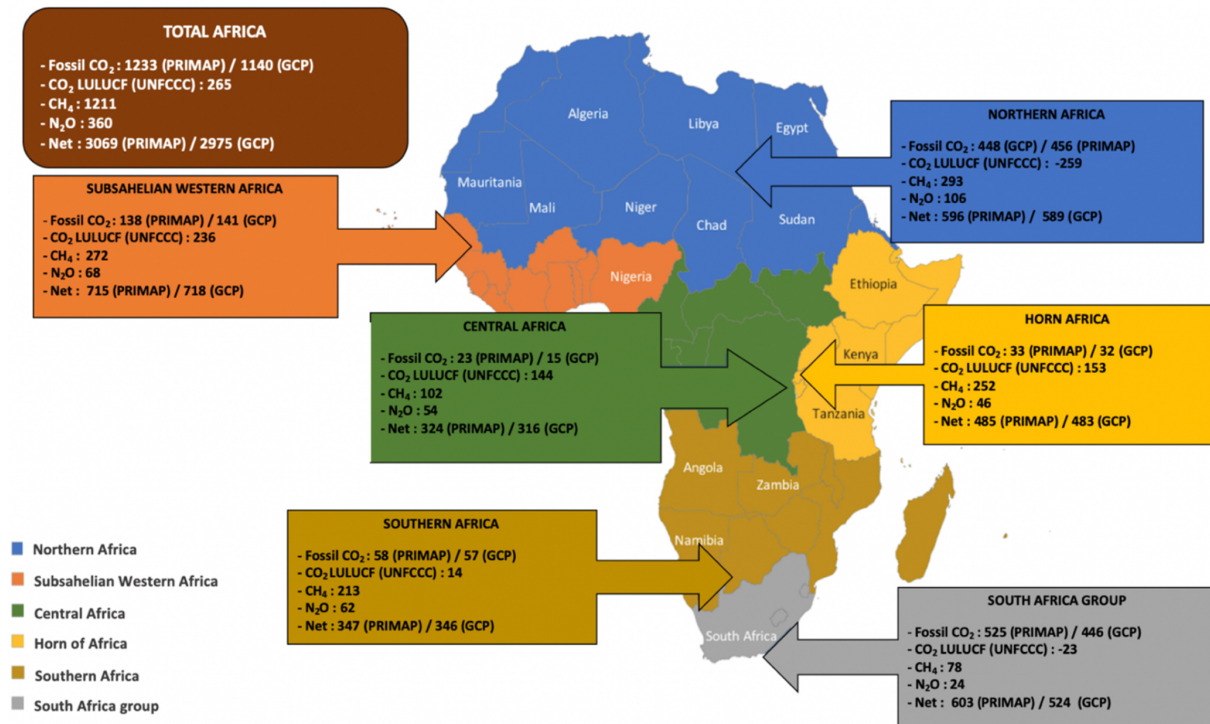 TOTAL AFRICA
- Fossil CO₂ : 1233 (PRIMAP) / 1140 (GCP)
- CO₂ LULUCF (UNFCCC) : 265
- CH₄ : 1211
- N₂O : 360
- Net : 3069 (PRIMAP) / 2975 (GCP)
SUBSAHELIAN WESTERN AFRICA
- Fossil CO₂ : 138 (PRIMAP) / 141 (GCP)
- CO₂ LULUCF (UNFCCC) : 236
- CH₄ : 272
- N₂O : 68
- Net : 715 (PRIMAP) / 718 (GCP)
NORTHERN AFRICA
- Fossil CO₂ : 448 (GCP) / 456 (PRIMAP)
- CO₂ LULUCF (UNFCCC) : -259
- CH₄ : 293
- N₂O : 106
- Net : 596 (PRIMAP) / 589 (GCP)
Algeria
Libya
Egypt
Mauritania
Mali
Niger
Chad
Sudan
Nigeria
Ethiopia
Kenya
Tanzania
Angola
Zambia
Namibia
South Africa
CENTRAL AFRICA
- Fossil CO₂ : 23 (PRIMAP) / 15 (GCP)
- CO₂ LULUCF (UNFCCC) : 144
- CH₄ : 102
- N₂O : 54
- Net : 324 (PRIMAP) / 316 (GCP)
HORN AFRICA
- Fossil CO₂ : 33 (PRIMAP) / 32 (GCP)
- CO₂ LULUCF (UNFCCC) : 153
- CH₄ : 252
- N₂O : 46
- Net : 485 (PRIMAP) / 483 (GCP)
SOUTHERN AFRICA
- Fossil CO₂ : 58 (PRIMAP) / 57 (GCP)
- CO₂ LULUCF (UNFCCC) : 14
- CH₄ : 213
- N₂O : 62
- Net : 347 (PRIMAP) / 346 (GCP)
SOUTH AFRICA GROUP
- Fossil CO₂ : 525 (PRIMAP) / 446 (GCP)
- CO₂ LULUCF (UNFCCC) : -23
- CH₄ : 78
- N₂O : 24
- Net : 603 (PRIMAP) / 524 (GCP)
Northern Africa
Subsahelian Western Africa
Central Africa
Horn of Africa
Southern Africa
South Africa group